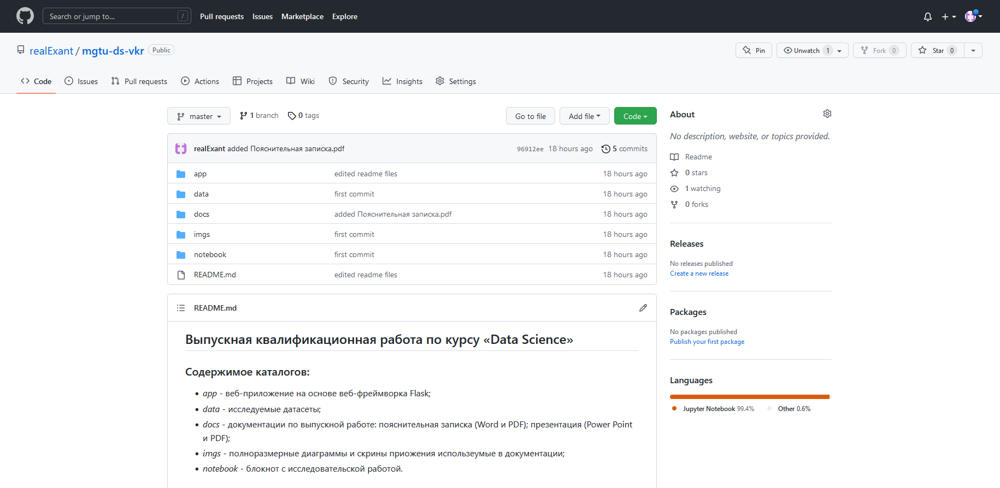 Search or jump to... /
Pull requests Issues Marketplace Explore
realExant / mgtu-ds-vkr Public
Pin Unwatch 1 Fork 0 Star 0
Code Issues Pull requests Actions Projects Wiki Security Insights Settings
master 1 branch 0 tags Go to file Add file Code
realExant added Пояснительная записка.pdf 96912ee 18 hours ago 5 commits
app edited readme files 18 hours ago
data first commit 18 hours ago
docs added Пояснительная записка.pdf 18 hours ago
imgs first commit 18 hours ago
notebook first commit 18 hours ago
README.md edited readme files 18 hours ago
README.md
Выпускная квалификационная работа по курсу «Data Science»
Содержимое каталогов:
• app - веб-приложение на основе веб-фреймворка Flask;
• data - исследуемые датасеты;
• docs - документации по выпускной работе: пояснительная записка (Word и PDF); презентация (Power Point
и PDF);
• imgs - полноразмерные диаграммы и скрины приожения использеумые в документации;
• notebook - блокнот с исследовательской работой.
About
No description, website, or topics provided.
Readme
0 stars
1 watching
0 forks
Releases
No releases published
Create a new release
Packages
No packages published
Publish your first package
Languages
Jupyter Notebook 99.4% Other 0.6%